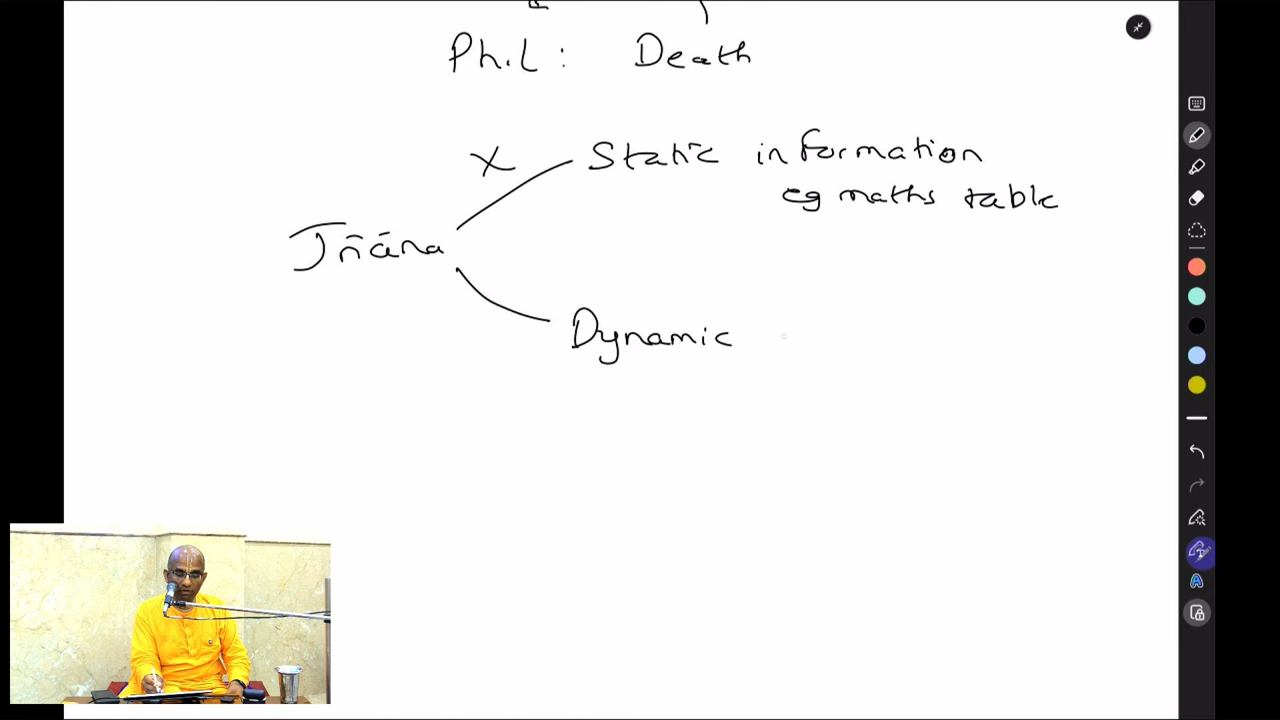 Phil : Death
X Static information
eg maths table
Jñāna
Dynamic